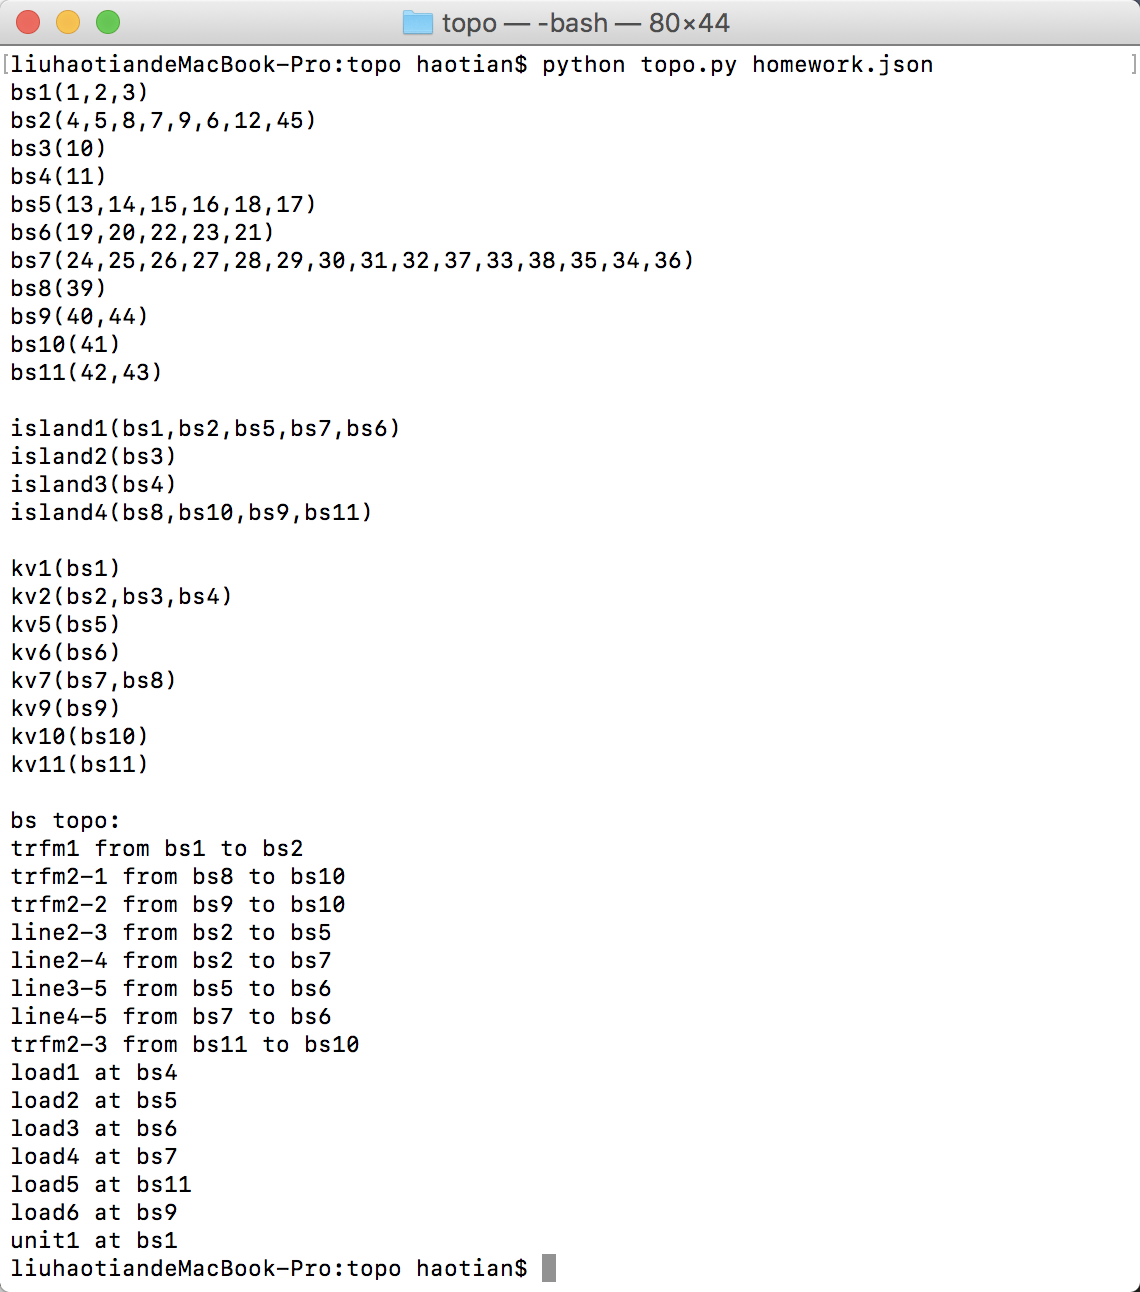 topo — -bash — 80×44
liuhaotiandeMacBook-Pro:topo haotian$ python topo.py homework.json
bs1(1,2,3)
bs2(4,5,8,7,9,6,12,45)
bs3(10)
bs4(11)
bs5(13,14,15,16,18,17)
bs6(19,20,22,23,21)
bs7(24,25,26,27,28,29,30,31,32,37,33,38,35,34,36)
bs8(39)
bs9(40,44)
bs10(41)
bs11(42,43)

island1(bs1,bs2,bs5,bs7,bs6)
island2(bs3)
island3(bs4)
island4(bs8,bs10,bs9,bs11)

kv1(bs1)
kv2(bs2,bs3,bs4)
kv5(bs5)
kv6(bs6)
kv7(bs7,bs8)
kv9(bs9)
kv10(bs10)
kv11(bs11)

bs topo:
trfm1 from bs1 to bs2
trfm2-1 from bs8 to bs10
trfm2-2 from bs9 to bs10
line2-3 from bs2 to bs5
line2-4 from bs2 to bs7
line3-5 from bs5 to bs6
line4-5 from bs7 to bs6
trfm2-3 from bs11 to bs10
load1 at bs4
load2 at bs5
load3 at bs6
load4 at bs7
load5 at bs11
load6 at bs9
unit1 at bs1
liuhaotiandeMacBook-Pro:topo haotian$